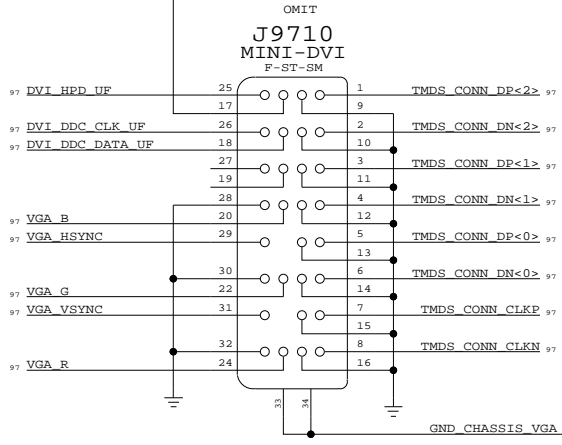 OMIT
J9710
MINI-DVI
F-ST-SM
97 DVI_HPD_UF 25 1 TMDS_CONN_DP<2> 97
17 9
97 DVI_DDC_CLK_UF 26 2 TMDS_CONN_DN<2> 97
97 DVI_DDC_DATA_UF 18 10
27 3 TMDS_CONN_DP<1> 97
19 11
28 4 TMDS_CONN_DN<1> 97
97 VGA_B 20 12
97 VGA_HSYNC 29 5 TMDS_CONN_DP<0> 97
13
30 6 TMDS_CONN_DN<0> 97
97 VGA_G 22 14
97 VGA_VSYNC 31 7 TMDS_CONN_CLKP 97
15
32 8 TMDS_CONN_CLKN 97
97 VGA_R 24 16
33 34
GND_CHASSIS_VGA